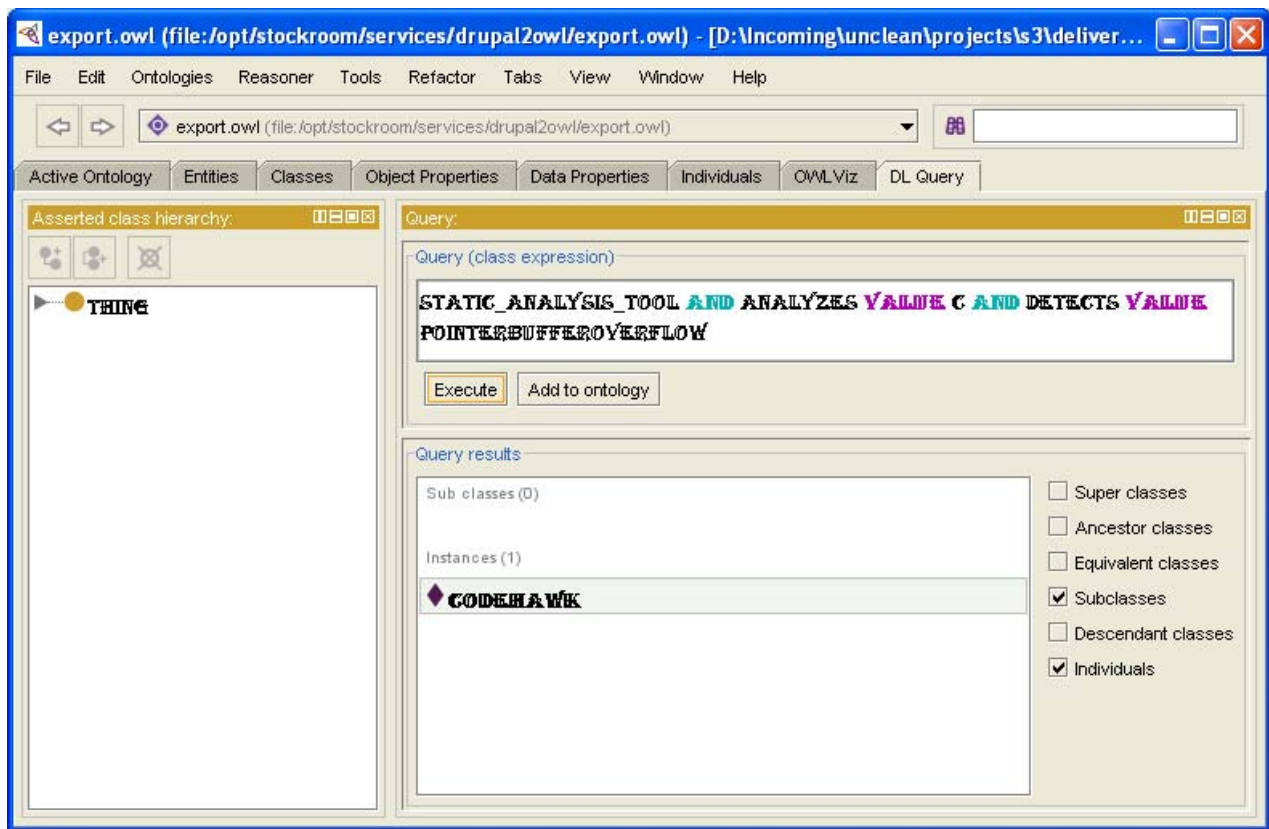 export.owl (file:/opt/stockroom/services/drupal2owl/export.owl) - [D:\Incoming\unclean\projects\s3\deliver...
File Edit Ontologies Reasoner Tools Refactor Tabs View Window Help
export.owl (file:/opt/stockroom/services/drupal2owl/export.owl)
Active Ontology Entities Classes Object Properties Data Properties Individuals OWLViz DL Query
Asserted class hierarchy:
THING
Query:
Query (class expression)
STATIC_ANALYSIS_TOOL AND ANALYZES VALUE C AND DETECTS VALUE
POINTERBUFFEROVERFLOW
Execute Add to ontology
Query results
Sub classes (0)
Instances (1)
CODEHAWK
Super classes
Ancestor classes
Equivalent classes
Subclasses
Descendant classes
Individuals